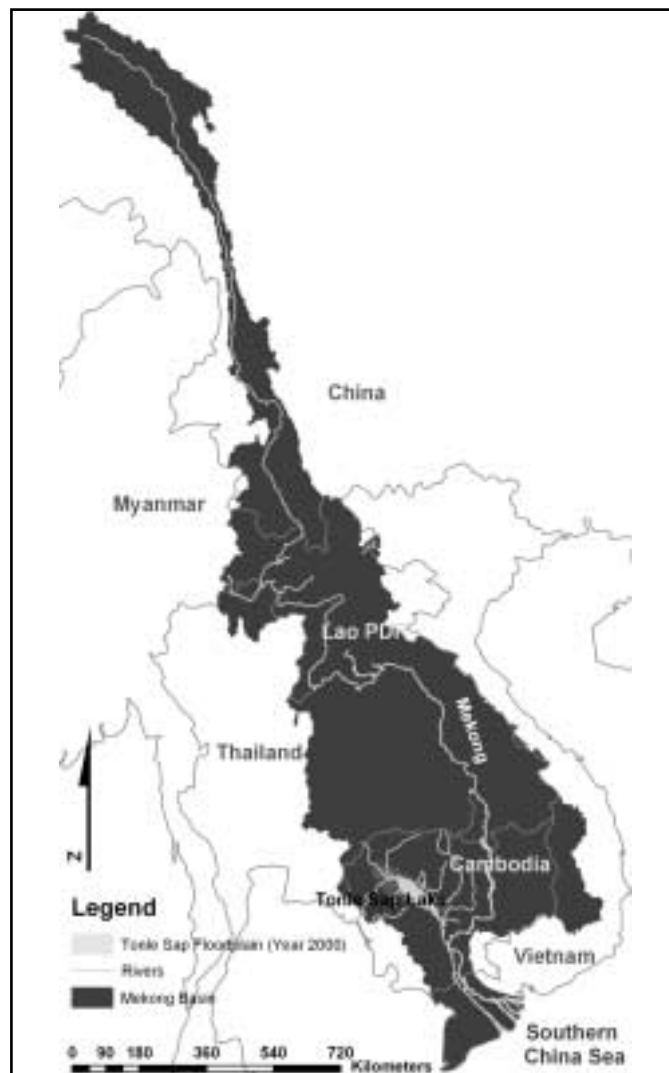 China
Myanmar
Lao PDR
Mekong
Thailand
Z
Cambodia
Tonle Sap Lake
Legend
Tonle Sap Floodplain (Year 2000)
Rivers
Mekong Basin
Vietnam
Southern
China Sea
0 90 180 360 540 720
Kilometers